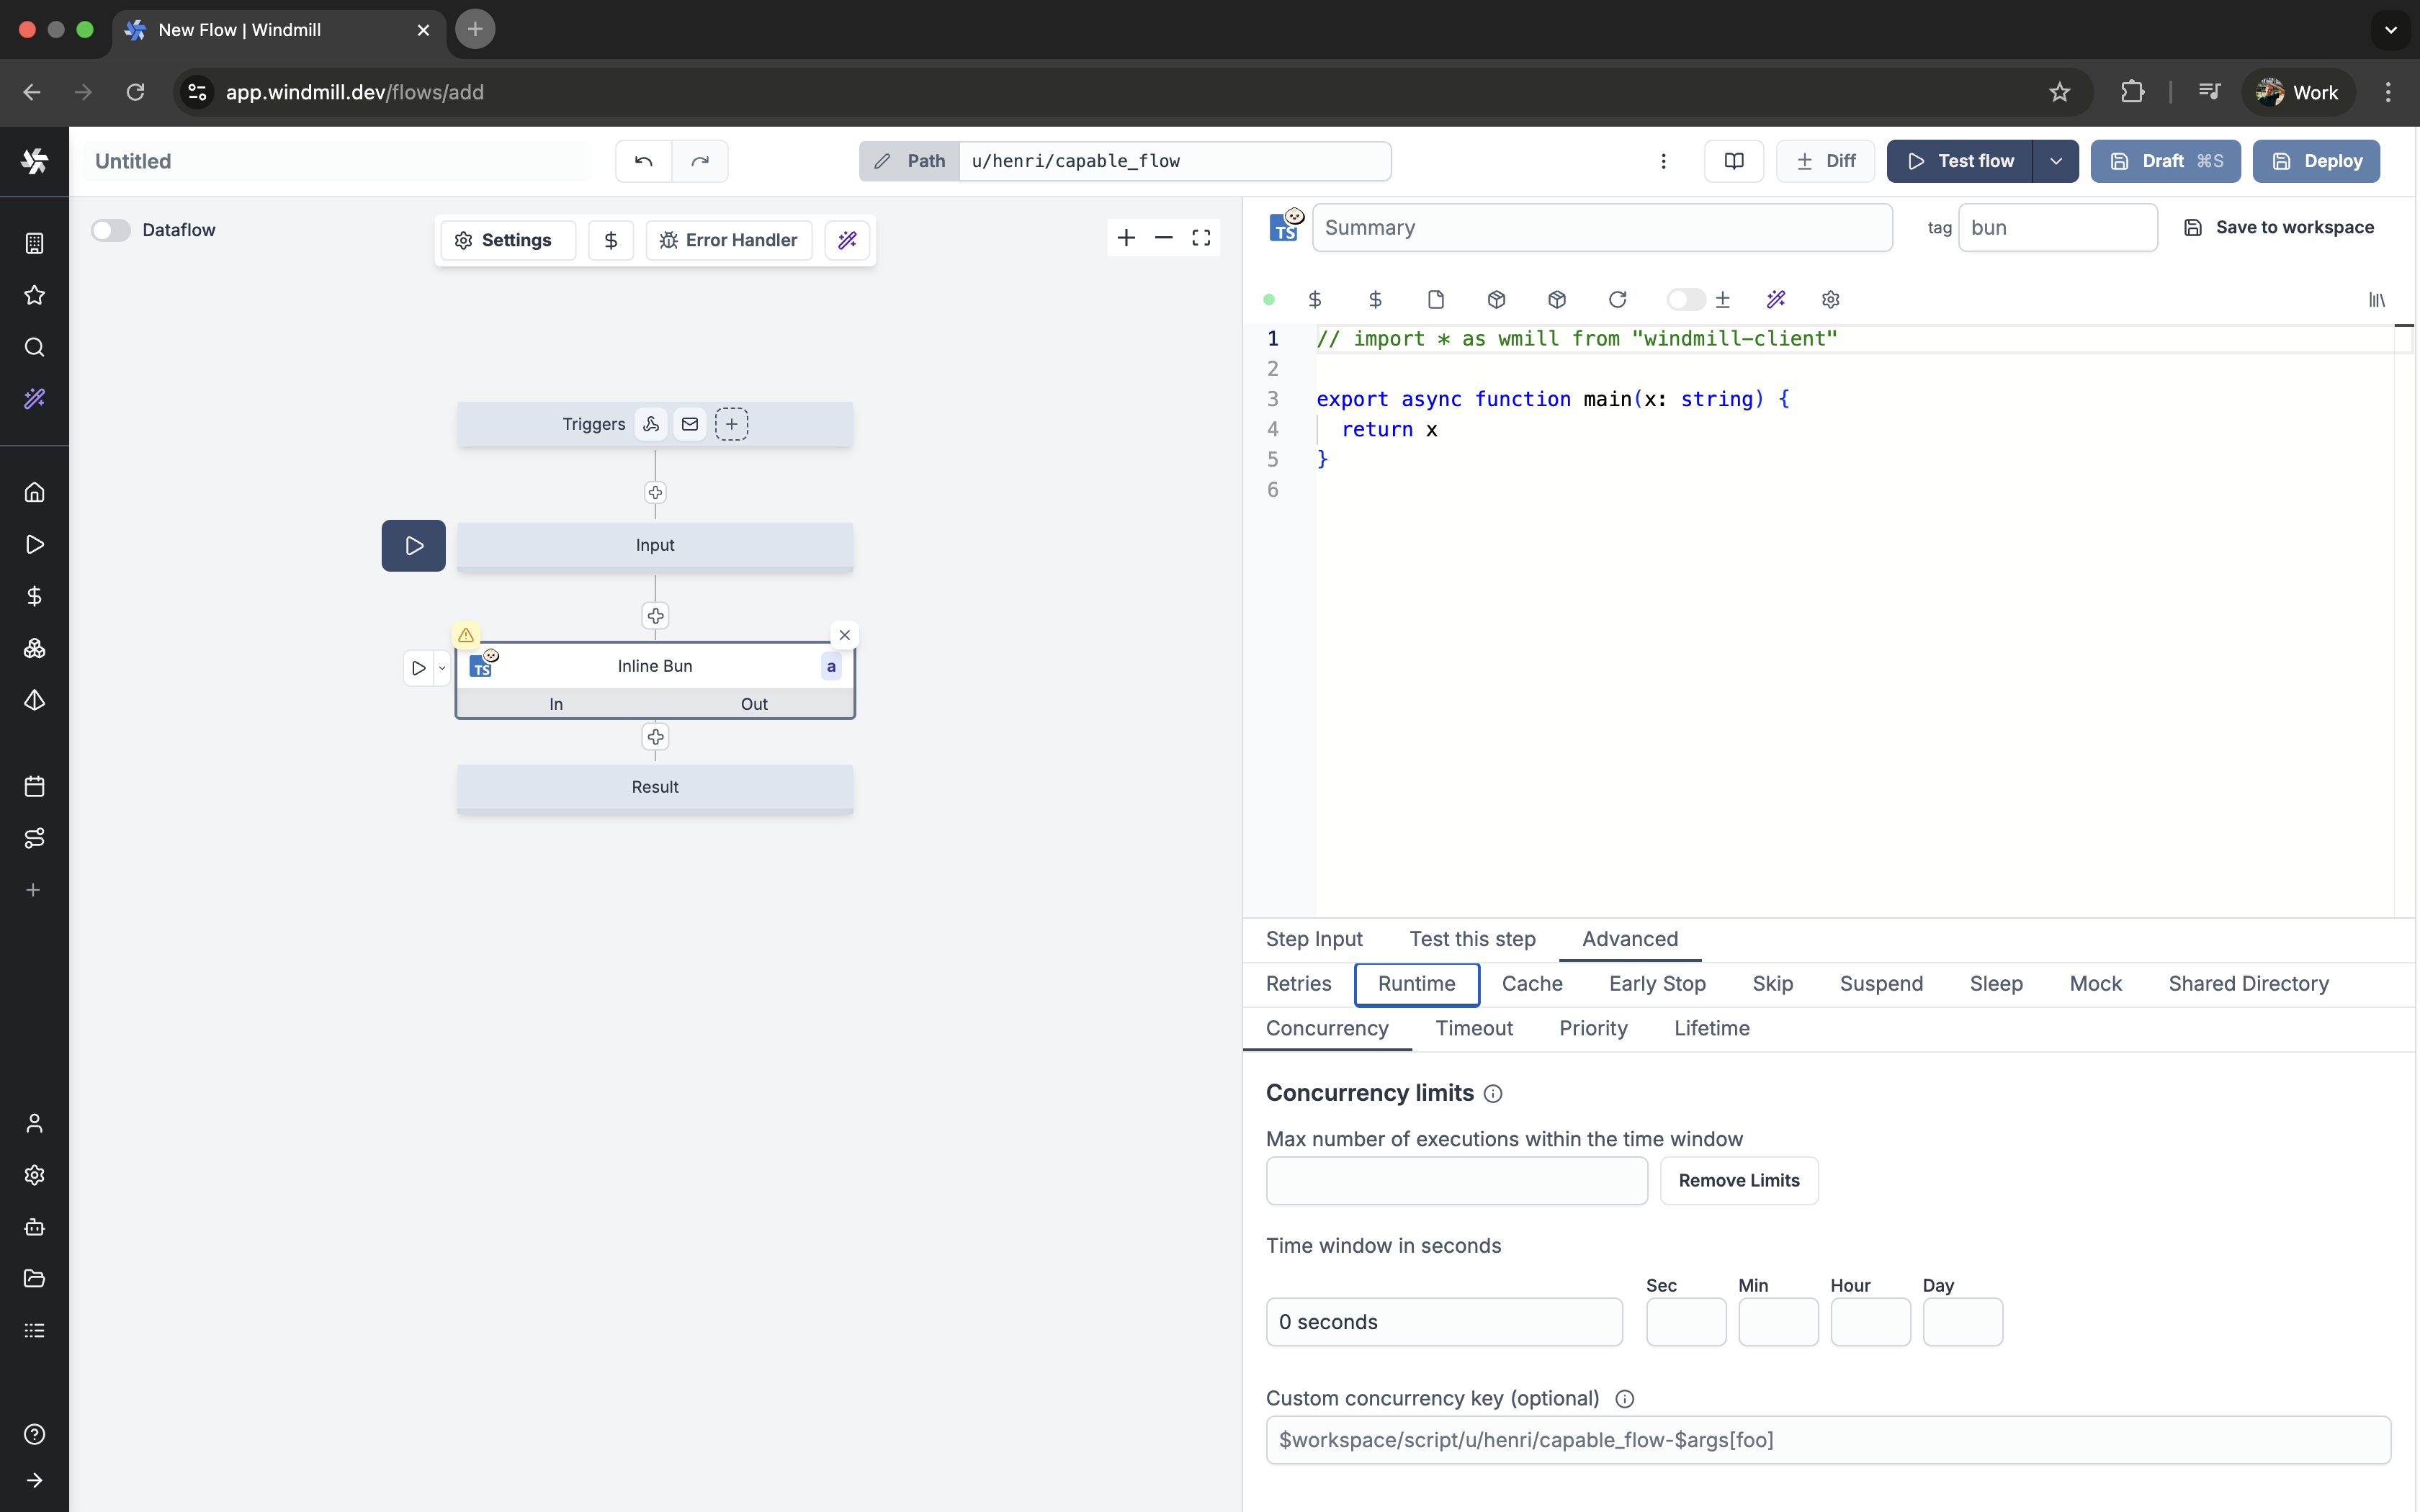 New Flow | Windmill
app.windmill.dev/flows/add
Work
Untitled
Path
u/henri/capable_flow
Diff
Test flow
Draft ⌘S
Deploy
Dataflow
Settings
Error Handler
TS
Summary
tag
bun
Save to workspace
1 // import * as wmill from "windmill-client"
2
3 export async function main(x: string) {
4 return x
5 }
6
Triggers
Input
TS
Inline Bun
a
In
Out
Result
Step Input
Test this step
Advanced
Retries
Runtime
Cache
Early Stop
Skip
Suspend
Sleep
Mock
Shared Directory
Concurrency
Timeout
Priority
Lifetime
Concurrency limits
Max number of executions within the time window
Remove Limits
Time window in seconds
Sec
Min
Hour
Day
0 seconds
Custom concurrency key (optional)
$workspace/script/u/henri/capable_flow-$args[foo]